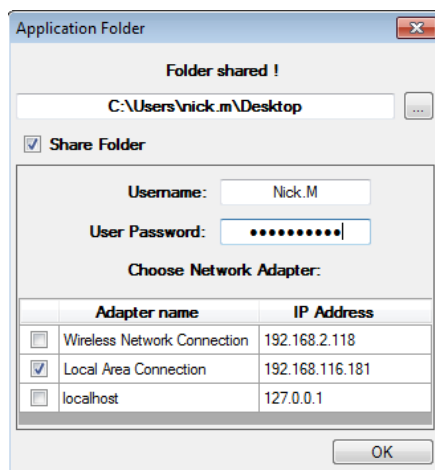 Application Folder
Folder shared !
C:\Users\nick.m\Desktop
...
Share Folder
Username: Nick.M
User Password: ●●●●●●●●●●
Choose Network Adapter:
Adapter name IP Address
Wireless Network Connection 192.168.2.118
Local Area Connection 192.168.116.181
localhost 127.0.0.1
OK